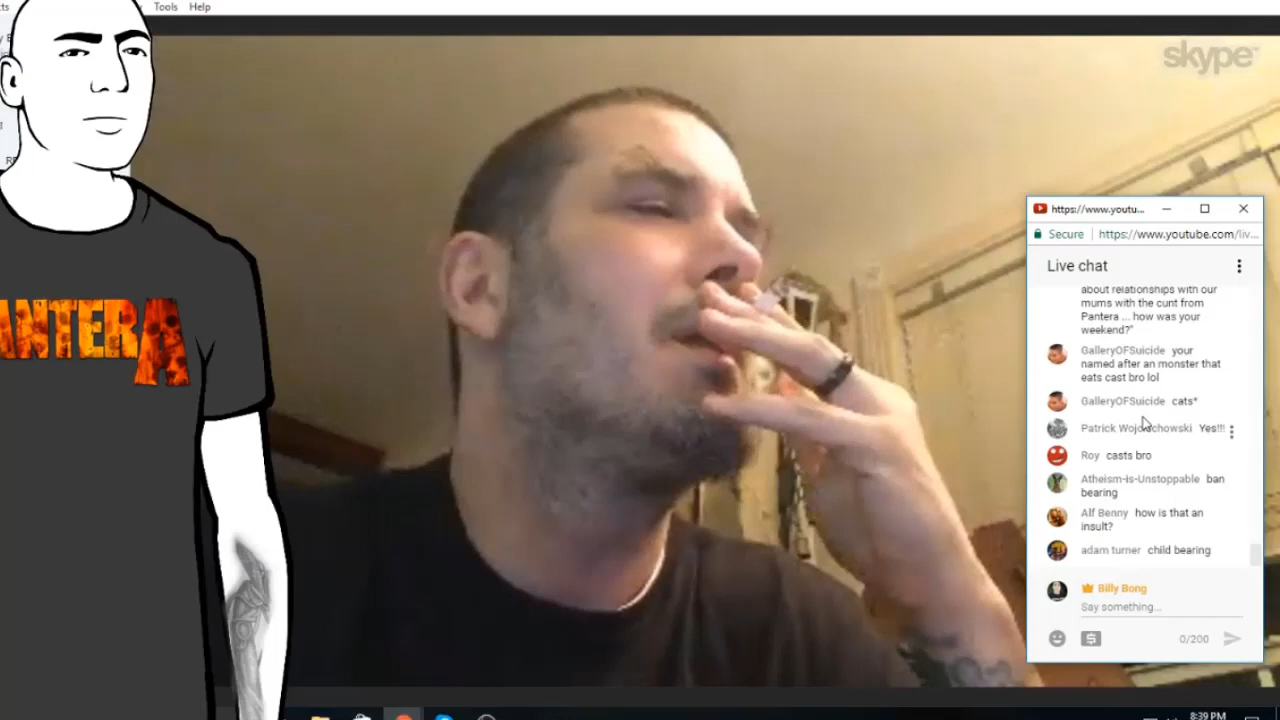 Tools Help
skype
https://www.youtu...
Secure https://www.youtube.com/liv...
Live chat
about relationships with our
mums with the cunt from
Pantera ... how was your
weekend?"
GalleryOFSuicide your
named after an monster that
eats cast bro lol
GalleryOFSuicide cats*
Patrick Wojciechowski Yes!!!
Roy casts bro
Atheism-is-Unstoppable ban
bearing
Alf Benny how is that an
insult?
adam turner child bearing
Billy Bong
Say something...
0/200
ANTERA
8:39 PM